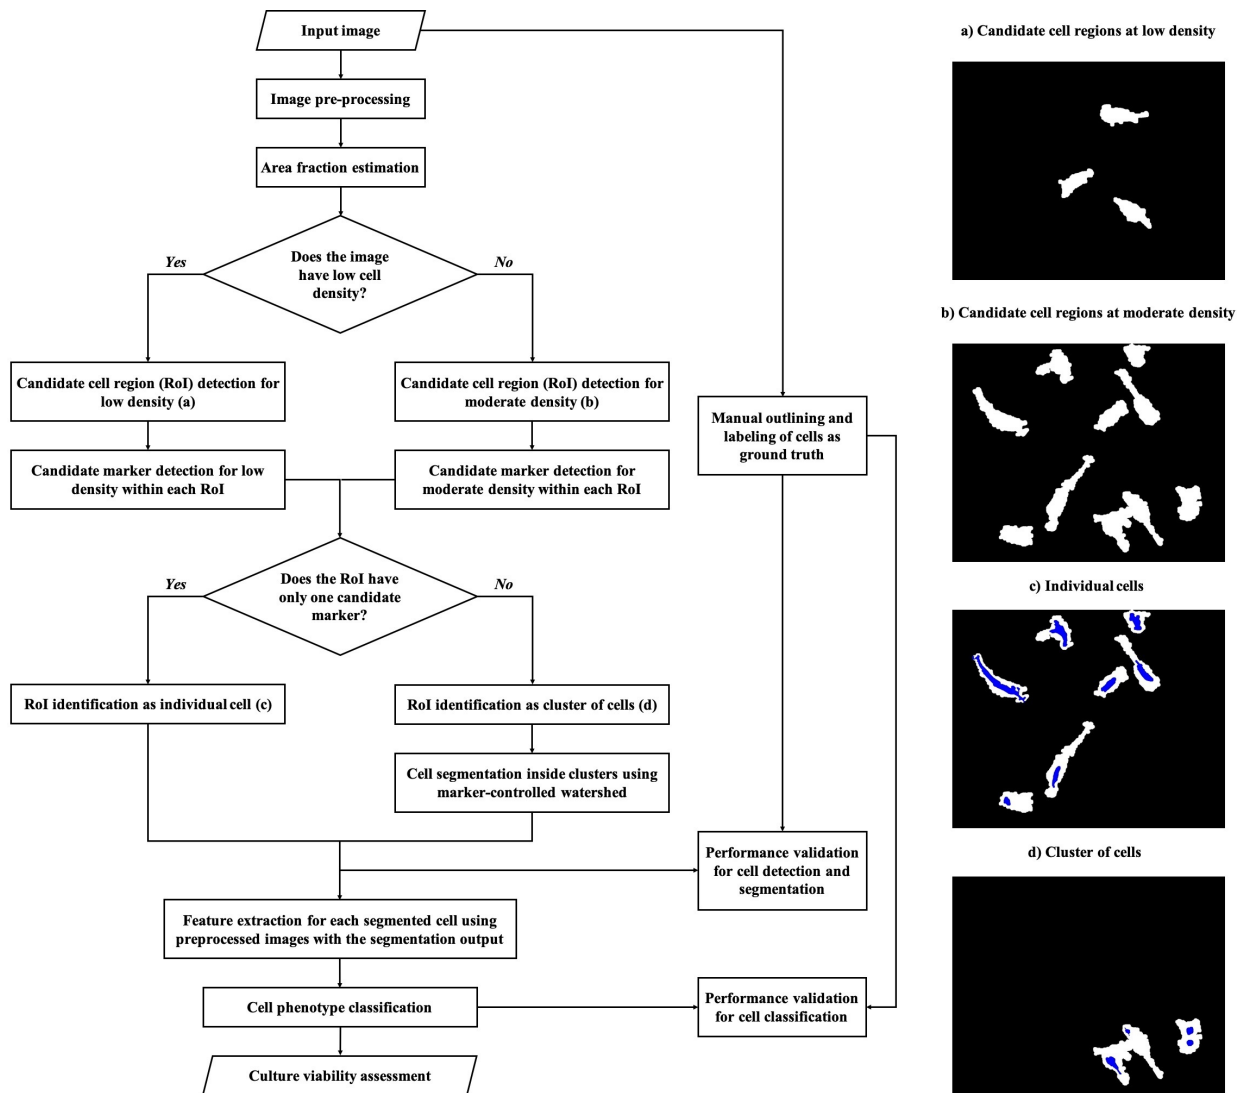 Input image
Image pre-processing
Area fraction estimation
Does the image
have low cell
density?
Yes
No
Candidate cell region (RoI) detection for
low density (a)
Candidate cell region (RoI) detection for
moderate density (b)
Candidate marker detection for low
density within each RoI
Candidate marker detection for
moderate density within each RoI
Does the RoI have
only one candidate
marker?
Yes
No
RoI identification as individual cell (c)
RoI identification as cluster of cells (d)
Cell segmentation inside clusters using
marker-controlled watershed
Feature extraction for each segmented cell using
preprocessed images with the segmentation output
Cell phenotype classification
Culture viability assessment
Manual outlining and
labeling of cells as
ground truth
Performance validation
for cell detection and
segmentation
Performance validation
for cell classification
a) Candidate cell regions at low density
b) Candidate cell regions at moderate density
c) Individual cells
d) Cluster of cells